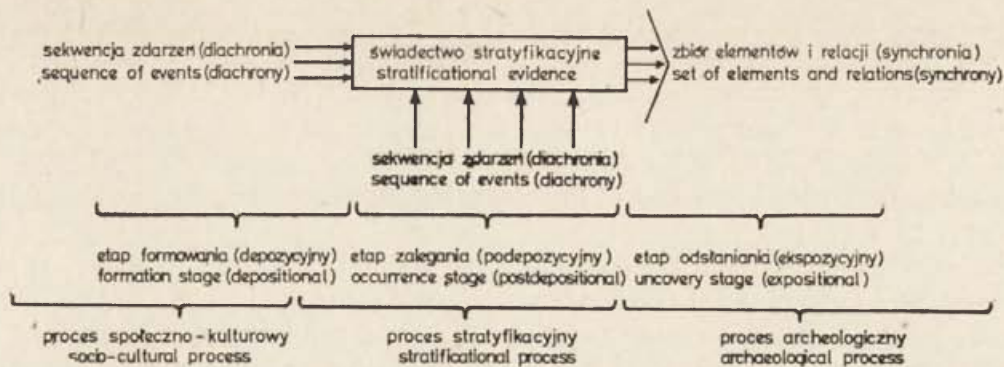 sekwencja zdarzeń (diachronia)
sequence of events (diachrony)
świadectwo stratyfikacyjne
stratificational evidence
zbiór elementów i relacji (synchronia)
set of elements and relations (synchrony)
sekwencja zdarzeń (diachronia)
sequence of events (diachrony)
etap formowania (depozycyjny)
formation stage (depositional)
etap zalegania (podepozycyjny)
occurrence stage (postdepositional)
etap odsłaniania (ekspozycyjny)
uncovery stage (expositional)
proces społeczno-kulturowy
socio-cultural process
proces stratyfikacyjny
stratificational process
proces archeologiczny
archaeological process